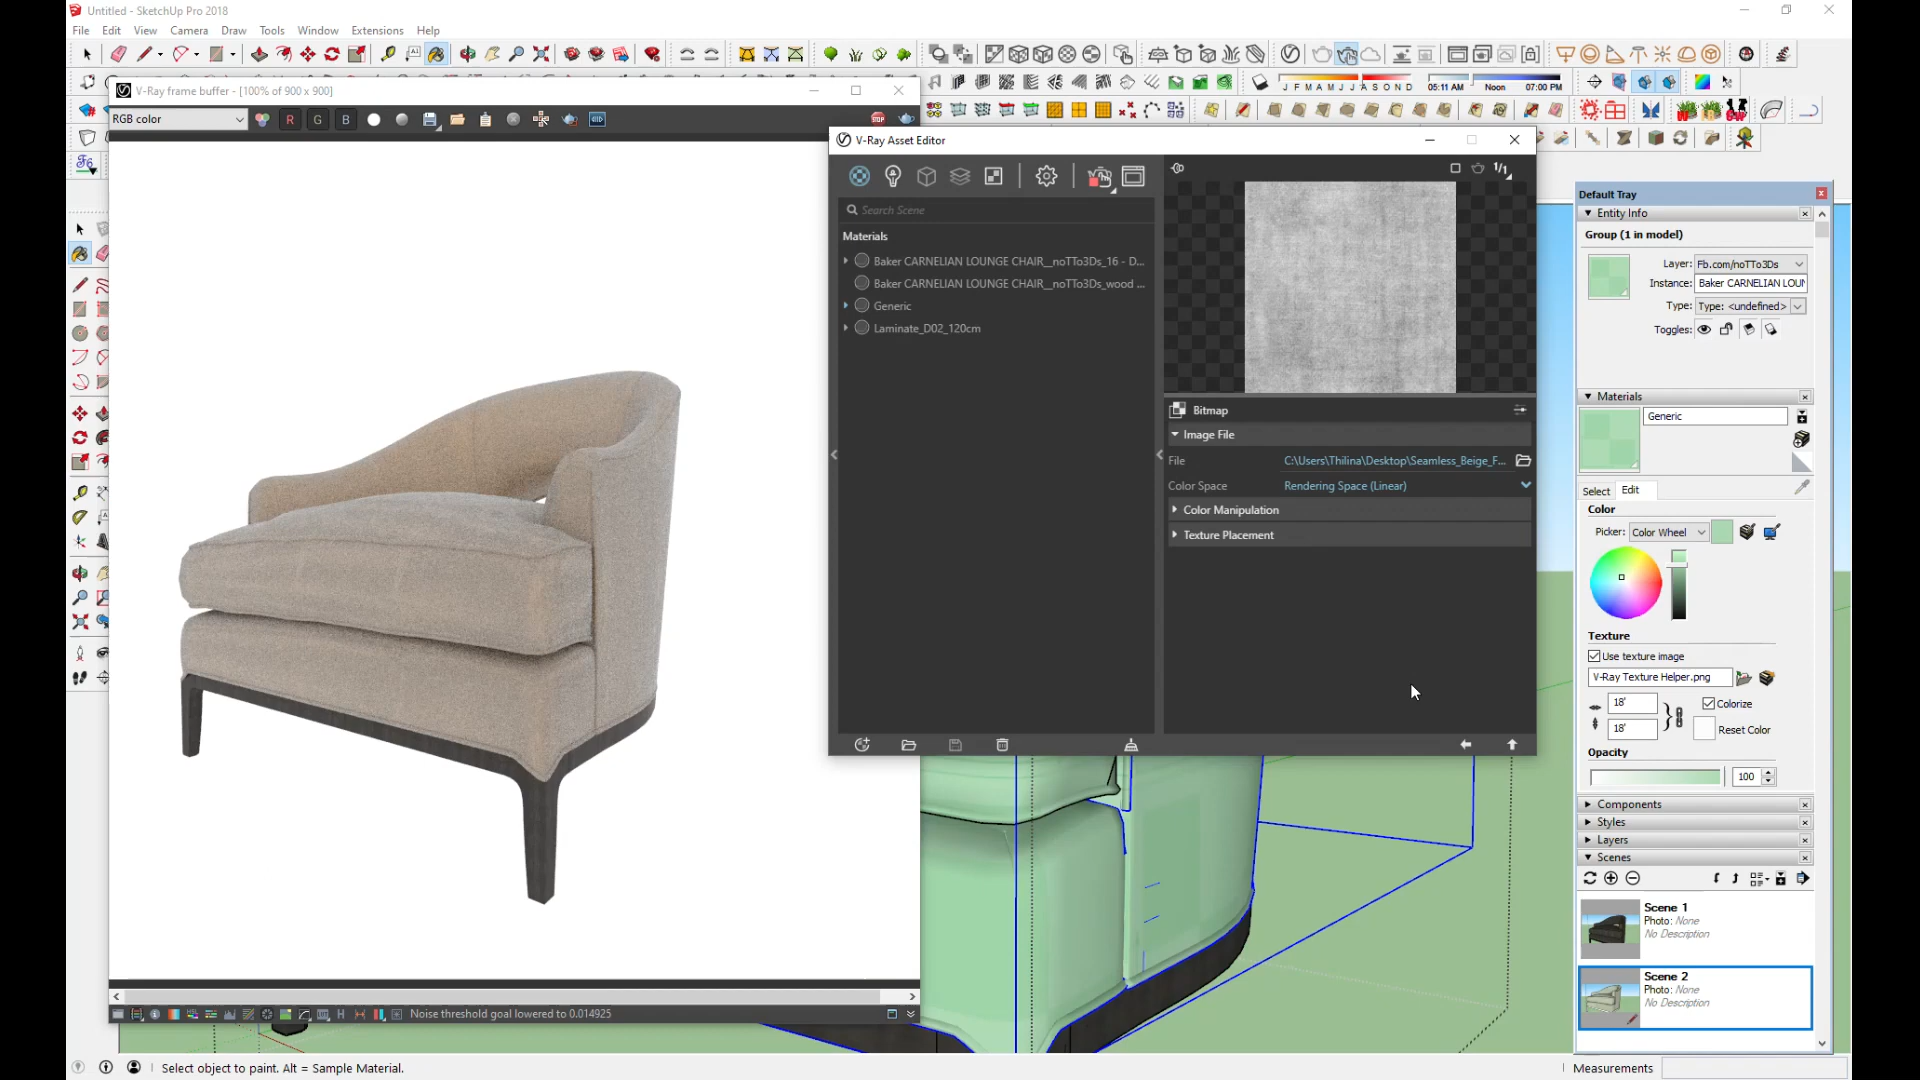 Untitled - SketchUp Pro 2018
File Edit View Camera Draw Tools Window Extensions Help
J F M A M J J A S O N D
05:11 AM Noon 07:00 PM
V-Ray frame buffer - [100% of 900 x 900]
RGB color
R G B
Noise threshold goal lowered to 0.014925
V-Ray Asset Editor
1/1
Search Scene
Materials
Baker CARNELIAN LOUNGE CHAIR_noTTo3Ds_16 - D...
Baker CARNELIAN LOUNGE CHAIR_noTTo3Ds_wood ...
Generic
Laminate_D02_120cm
Bitmap
Image File
File C:\Users\Thilina\Desktop\Seamless_Beige_F...
Color Space Rendering Space (Linear)
Color Manipulation
Texture Placement
Default Tray
Entity Info
Group (1 in model)
Layer: Fb.com/noTTo3Ds
Instance: Baker CARNELIAN LOUN
Type: Type: <undefined>
Toggles:
Materials
Generic
Select Edit
Color
Picker: Color Wheel
Texture
Use texture image
V-Ray Texture Helper.png
18'
Colorize
18'
Reset Color
Opacity
100
Components
Styles
Layers
Scenes
Scene 1
Photo: None
No Description
Scene 2
Photo: None
No Description
Select object to paint. Alt = Sample Material.
Measurements